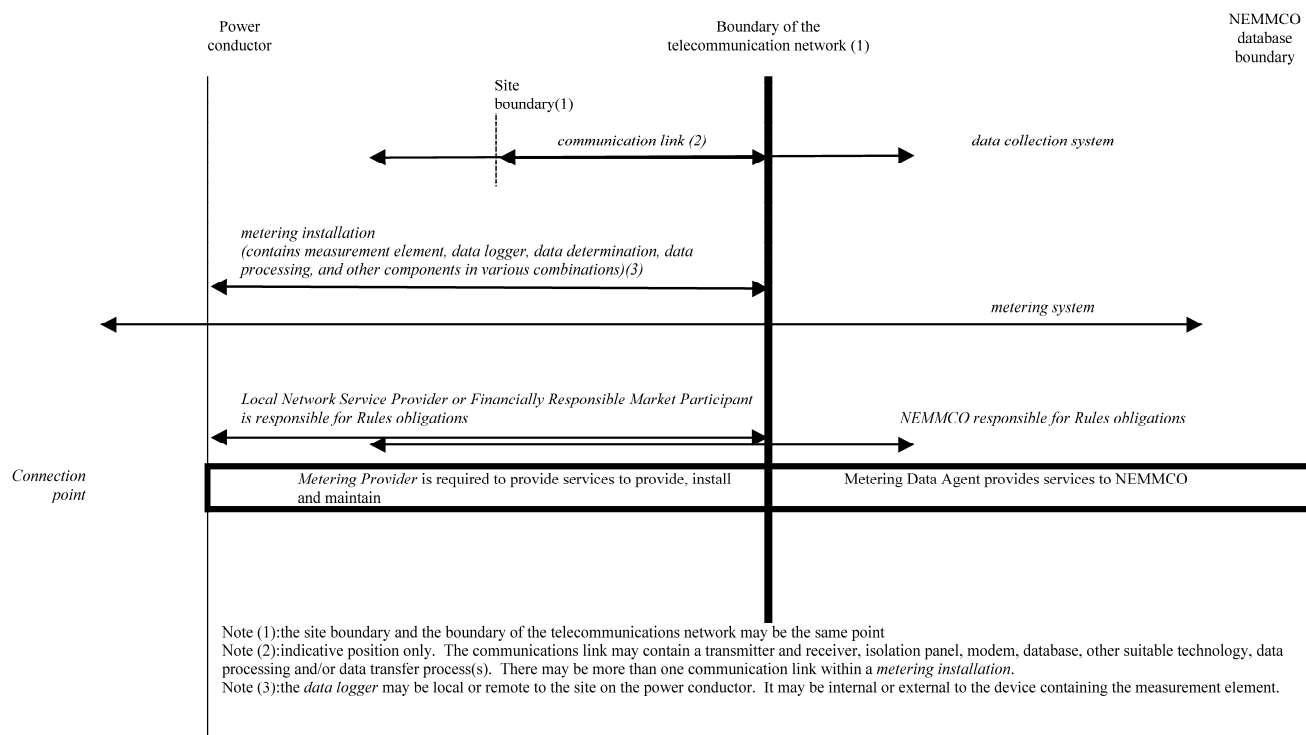 Power
conductor
Boundary of the
telecommunication network (1)
NEMMCO
database
boundary
Site
boundary(1)
communication link (2)
data collection system
metering installation
(contains measurement element, data logger, data determination, data
processing, and other components in various combinations)(3)
metering system
Local Network Service Provider or Financially Responsible Market Participant
is responsible for Rules obligations
NEMMCO responsible for Rules obligations
Connection
point
Metering Provider is required to provide services to provide, install
and maintain
Metering Data Agent provides services to NEMMCO
Note (1):the site boundary and the boundary of the telecommunications network may be the same point
Note (2):indicative position only.  The communications link may contain a transmitter and receiver, isolation panel, modem, database, other suitable technology, data
processing and/or data transfer process(s).  There may be more than one communication link within a metering installation.
Note (3):the data logger may be local or remote to the site on the power conductor.  It may be internal or external to the device containing the measurement element.